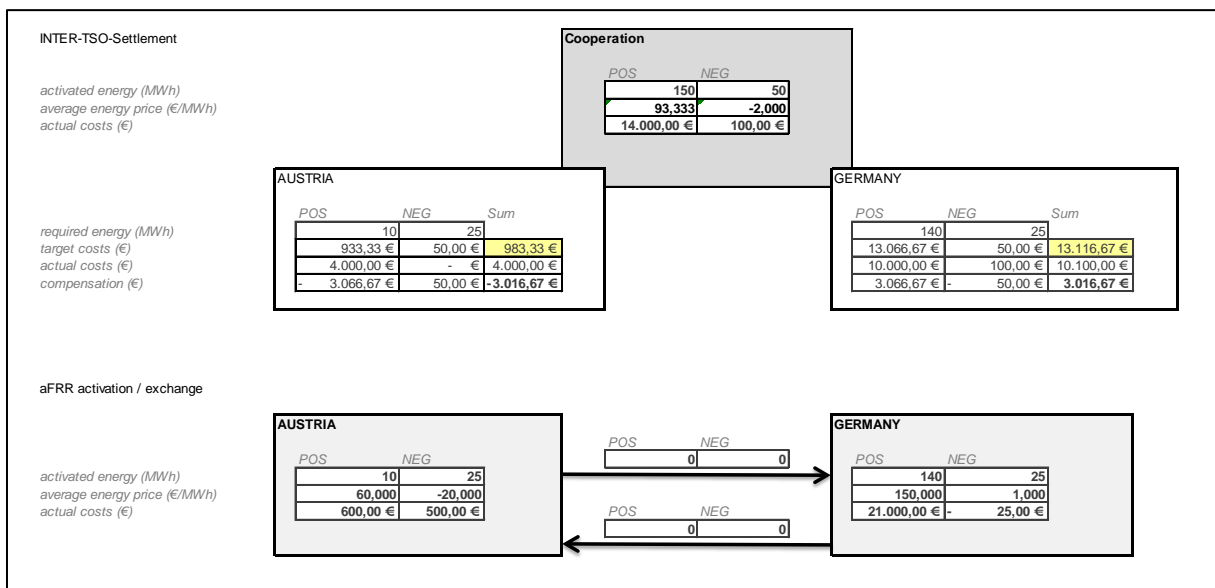 INTER-TSO-Settlement
Cooperation
POS NEG
activated energy (MWh) 150 50
average energy price (€/MWh) 93,333 -2,000
actual costs (€) 14.000,00 € 100,00 €
AUSTRIA GERMANY
POS NEG Sum POS NEG Sum
required energy (MWh) 10 25 140 25
target costs (€) 933,33 € 50,00 € 983,33 € 13.066,67 € 50,00 € 13.116,67 €
actual costs (€) 4.000,00 € - € 4.000,00 € 10.000,00 € 100,00 € 10.100,00 €
compensation (€) - 3.066,67 € 50,00 € -3.016,67 € 3.066,67 € - 50,00 € 3.016,67 €
aFRR activation / exchange
AUSTRIA GERMANY
POS NEG
0 0
POS NEG POS NEG
activated energy (MWh) 10 25 140 25
average energy price (€/MWh) 60,000 -20,000 150,000 1,000
actual costs (€) 600,00 € 500,00 € 21.000,00 € - 25,00 €
POS NEG
0 0